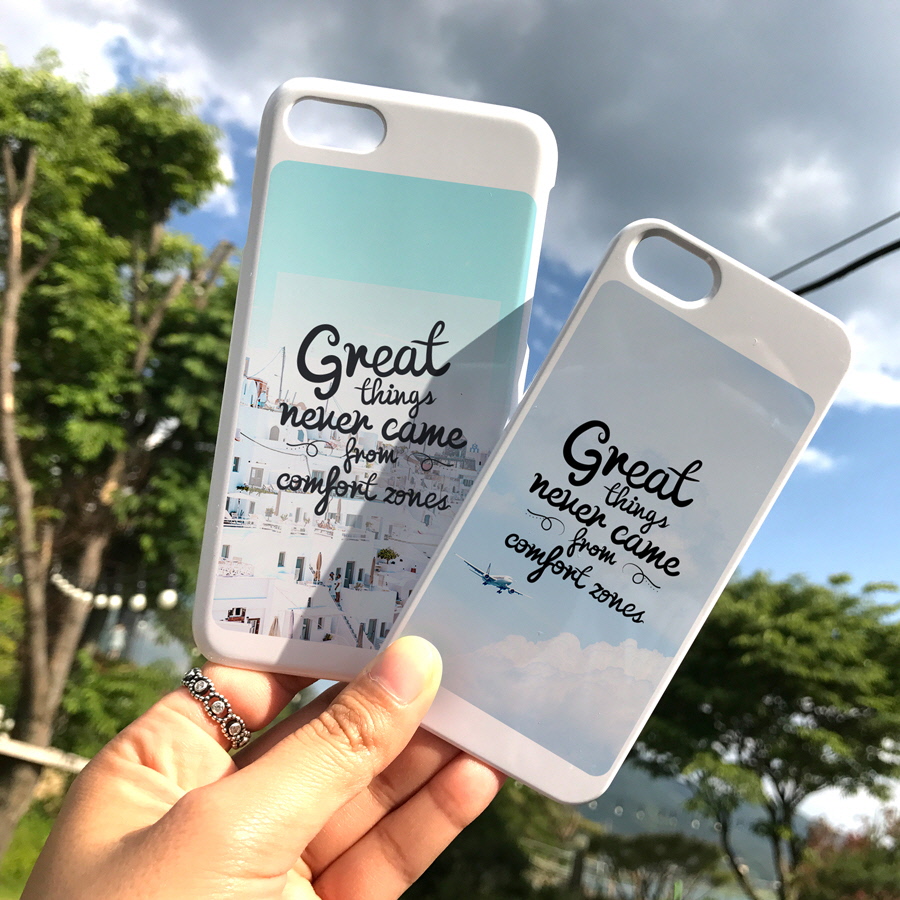 Great
things
never came
from
comfort zones
Great
things
never came
from
comfort zones